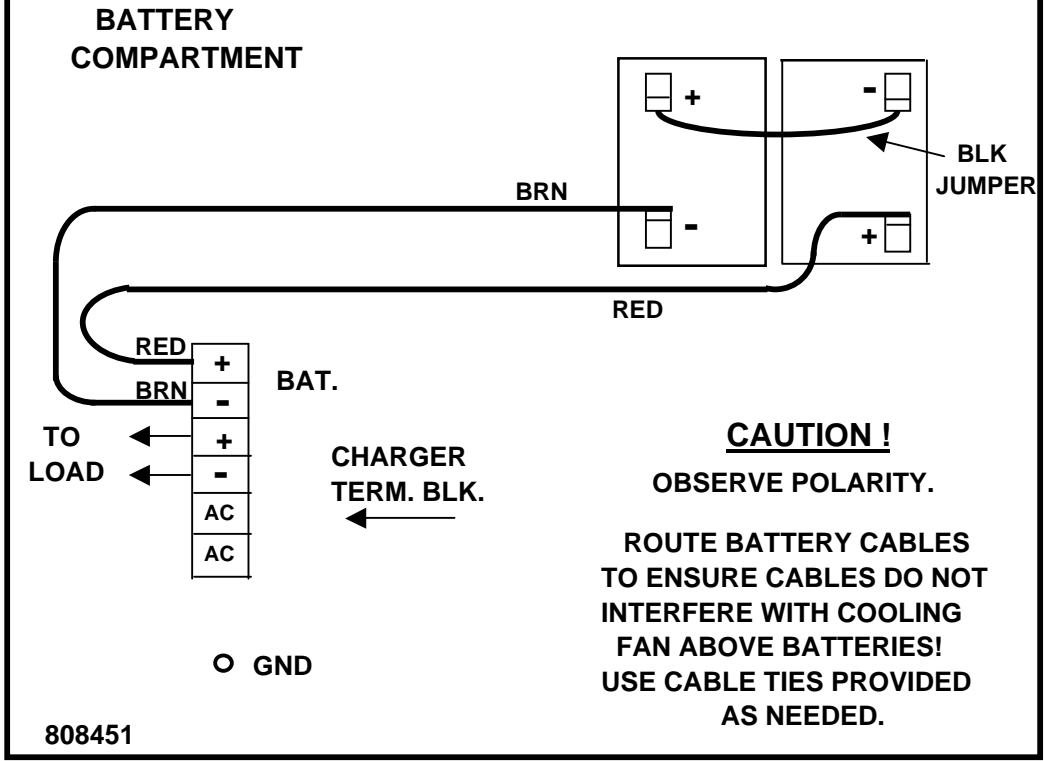 BATTERY
COMPARTMENT
+
-
BLK
JUMPER
BRN
-
+
RED
RED
+
BAT.
BRN
-
TO
LOAD
+
-
CHARGER
TERM. BLK.
AC
AC
GND
CAUTION !
OBSERVE POLARITY.
ROUTE BATTERY CABLES
TO ENSURE CABLES DO NOT
INTERFERE WITH COOLING
FAN ABOVE BATTERIES!
USE CABLE TIES PROVIDED
AS NEEDED.
808451